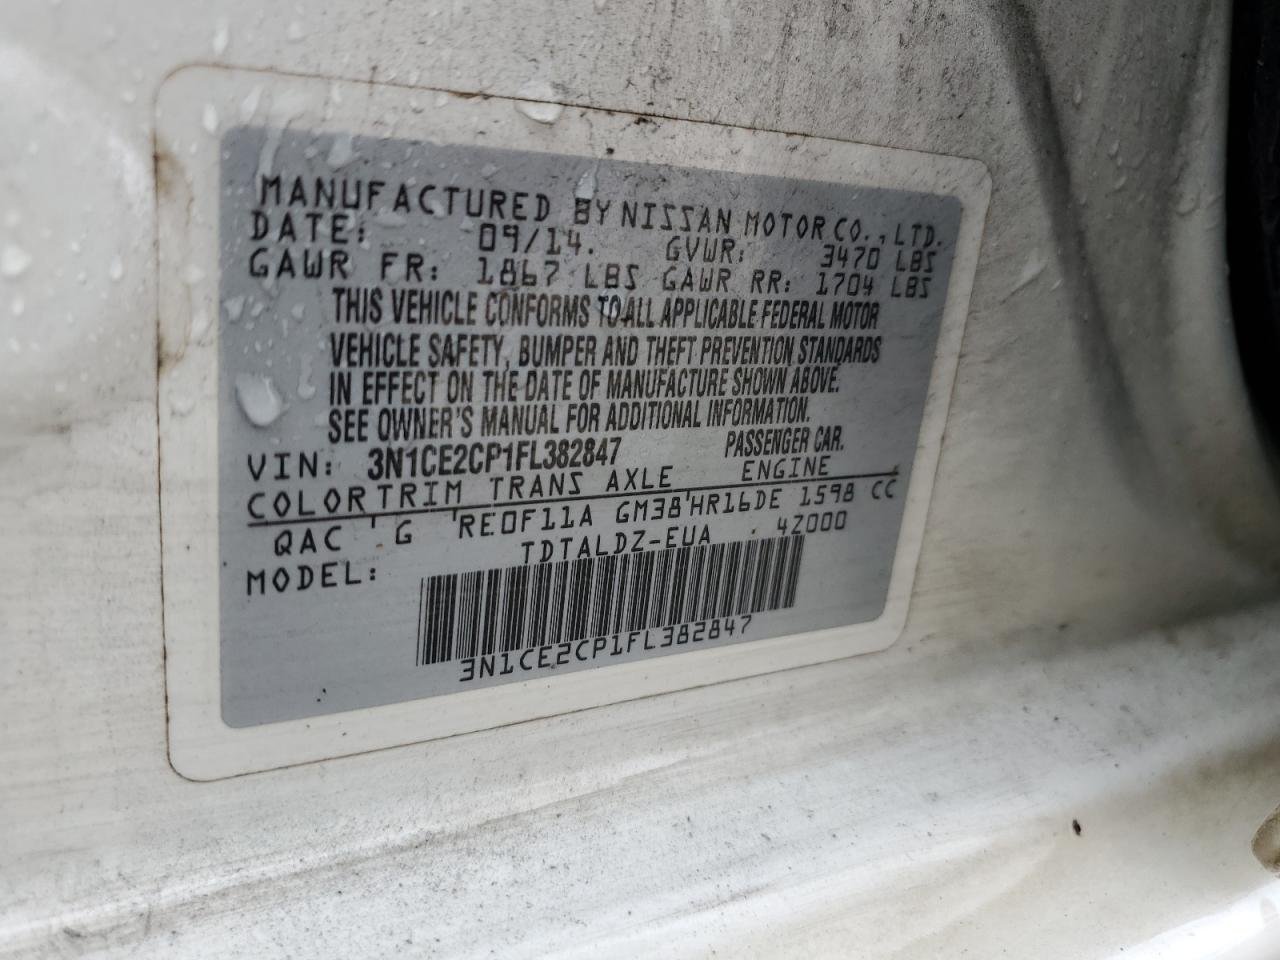 MANUFACTURED BY NISSAN MOTOR CO., LTD.
DATE: 09/14. GVWR: 3470 LBS
GAWR FR: 1867 LBS GAWR RR: 1704 LBS
THIS VEHICLE CONFORMS TO ALL APPLICABLE FEDERAL MOTOR
VEHICLE SAFETY, BUMPER AND THEFT PREVENTION STANDARDS
IN EFFECT ON THE DATE OF MANUFACTURE SHOWN ABOVE.
SEE OWNER'S MANUAL FOR ADDITIONAL INFORMATION.
VIN: 3N1CE2CP1FL382847 PASSENGER CAR.
COLOR TRIM TRANS AXLE ENGINE
QAC G RE0F11A GM38 HR16DE 1598 CC
MODEL: TDTALDZ-EUA 4Z000
3N1CE2CP1FL382847